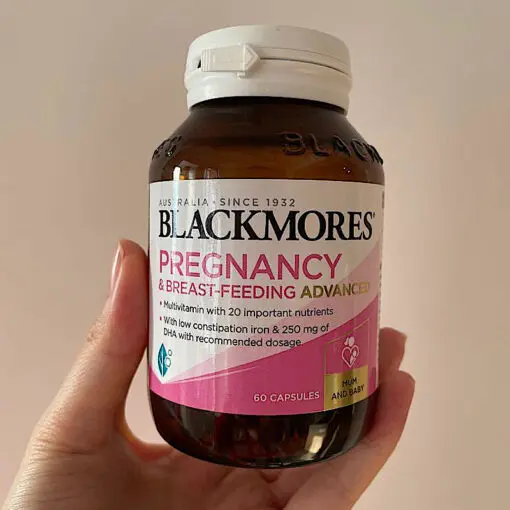 BLACKMORES
AUSTRALIA • SINCE 1932
BLACKMORES®
PREGNANCY
& BREAST-FEEDING ADVANCED
• Multivitamin with 20 important nutrients
• With low constipation iron & 250 mg of
DHA with recommended dosage.
60 CAPSULES
MUM
AND BABY